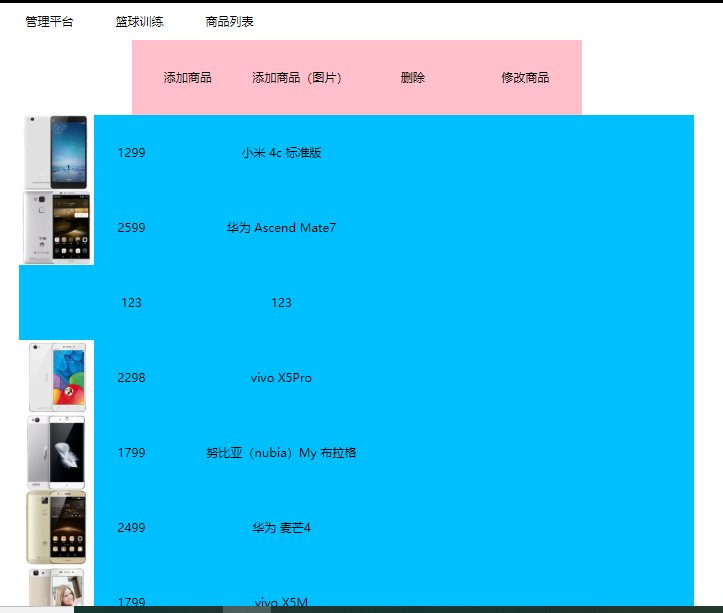 管理平台 篮球训练 商品列表
添加商品 添加商品（图片） 删除 修改商品
1299 小米 4c 标准版
2599 华为 Ascend Mate7
123 123
2298 vivo X5Pro
1799 努比亚（nubia）My 布拉格
2499 华为 麦芒4
1799 vivo X5M